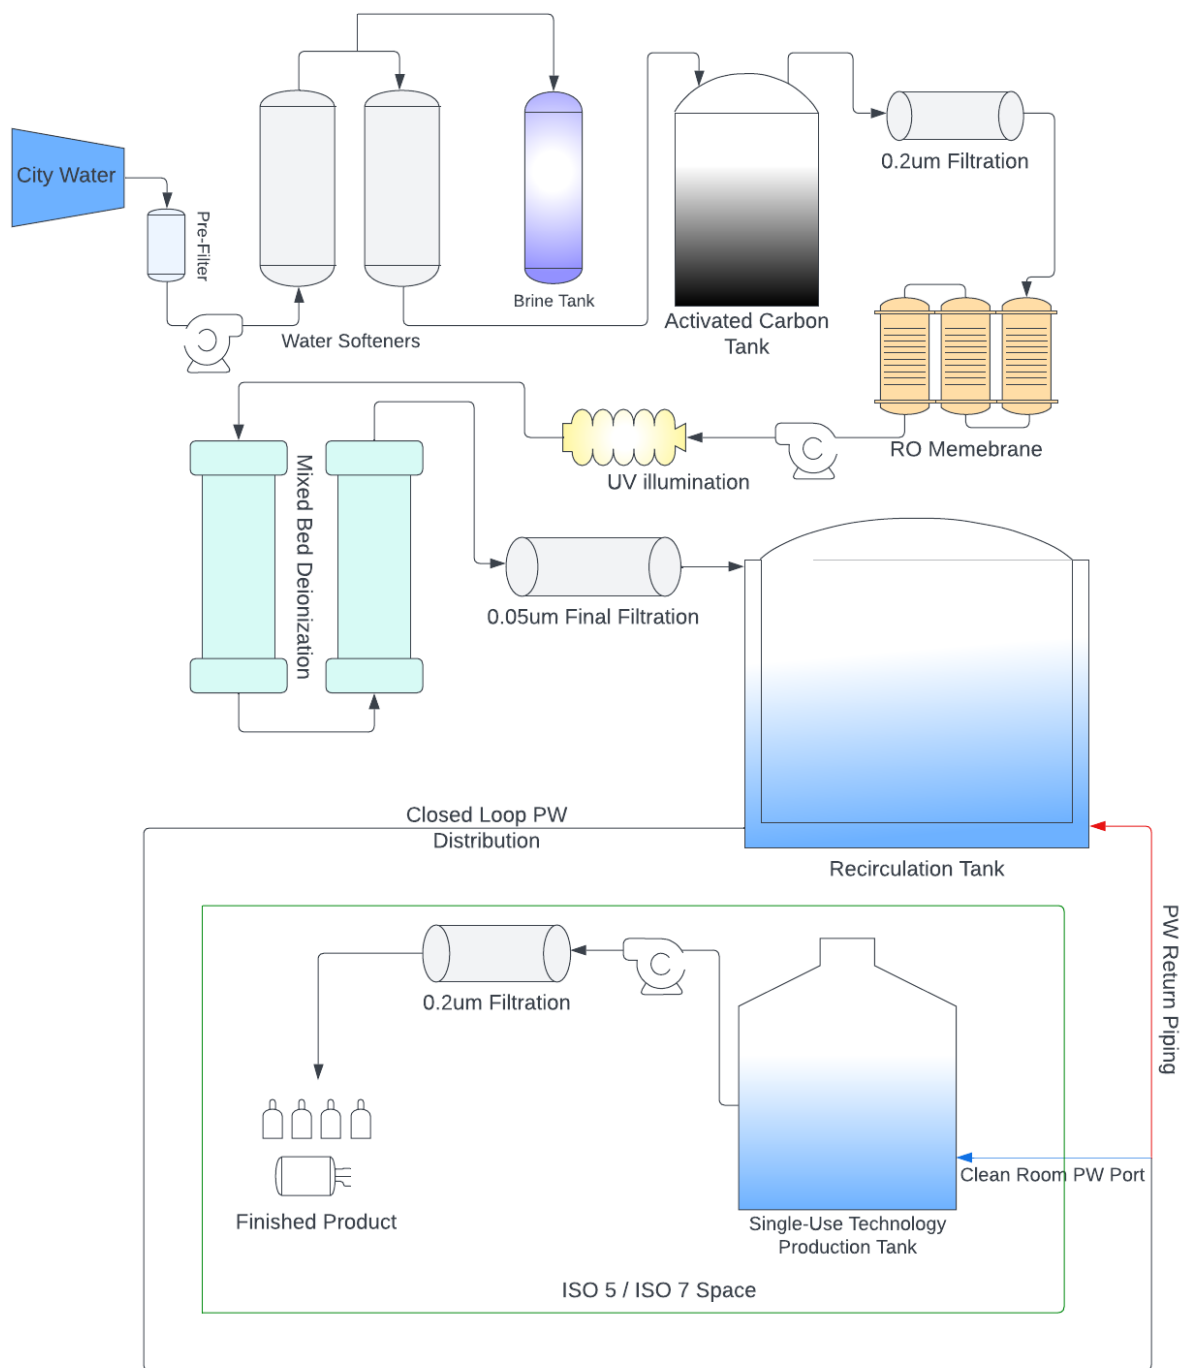 City Water
Pre-Filter
Water Softeners
Brine Tank
Activated Carbon
Tank
0.2um Filtration
RO Memebrane
UV illumination
Mixed Bed Deionization
0.05um Final Filtration
Recirculation Tank
Closed Loop PW
Distribution
PW Return Piping
0.2um Filtration
Clean Room PW Port
Finished Product
Single-Use Technology
Production Tank
ISO 5 / ISO 7 Space